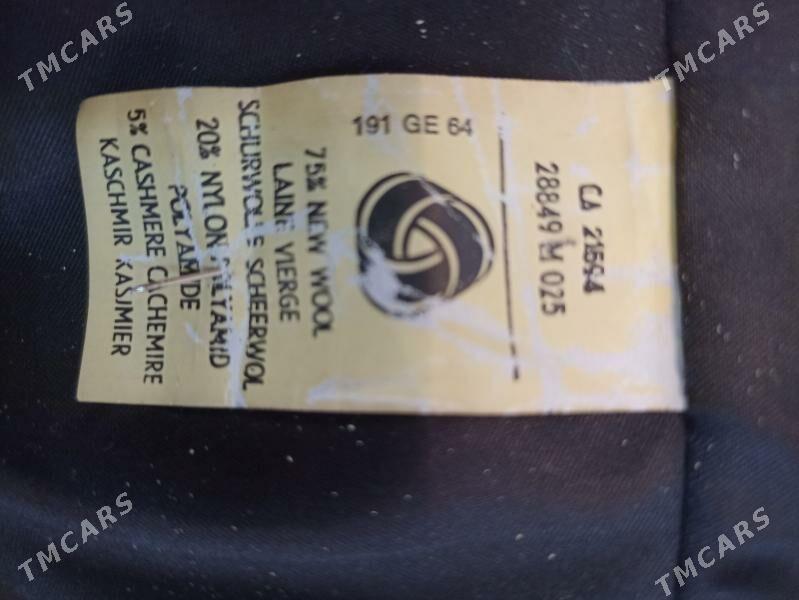 CA 21594
28849 M 025
191 GE 64
75% NEW WOOL
LAINE VIERGE
SCHURWOLLE SCHEERWOL
20% NYLON POLYAMID
POLYAMIDE
5% CASHMERE CACHEMIRE
KASCHMIR KASJMIER
TMCARS
TMCARS
TMCARS
TMCARS